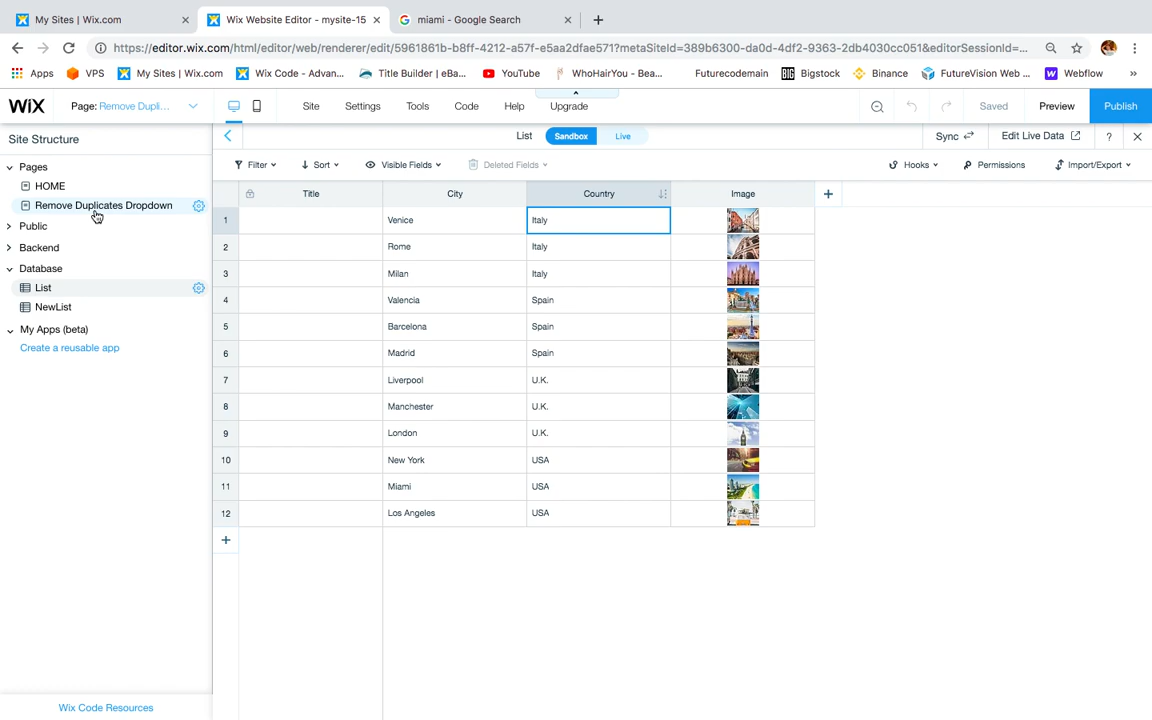 My Sites | Wix.com
Wix Website Editor - mysite-15
miami - Google Search
https://editor.wix.com/html/editor/web/renderer/edit/5961861b-b8ff-4212-a57f-e5aa2dfae571?metaSiteId=389b6300-da0d-4df2-9363-2db4030cc051&editorSessionId=...
Apps
VPS
My Sites | Wix.com
Wix Code - Advan...
Title Builder | eBa...
YouTube
WhoHairYou - Bea...
Futurecodemain
BIG Bigstock
Binance
FutureVision Web ...
Webflow
WiX
Page: Remove Dupli...
Site
Settings
Tools
Code
Help
Upgrade
Saved
Preview
Publish
Site Structure
List
Sandbox
Live
Sync
Edit Live Data
?
Pages
Filter
Sort
Visible Fields
Deleted Fields
Hooks
Permissions
Import/Export
HOME
Remove Duplicates Dropdown
Public
Backend
Database
List
NewList
My Apps (beta)
Create a reusable app
Title City Country Image
1 Venice Italy
2 Rome Italy
3 Milan Italy
4 Valencia Spain
5 Barcelona Spain
6 Madrid Spain
7 Liverpool U.K.
8 Manchester U.K.
9 London U.K.
10 New York USA
11 Miami USA
12 Los Angeles USA
Wix Code Resources